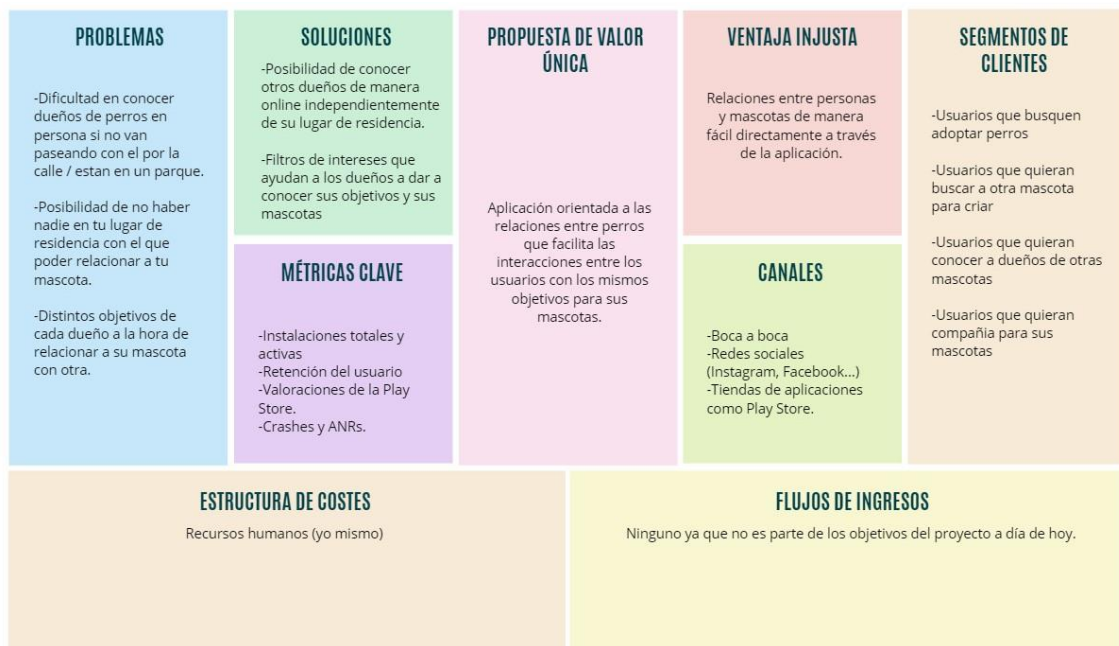 PROBLEMAS
-Dificultad en conocer
dueños de perros en
persona si no van
paseando con el por la
calle / estan en un parque.
-Posibilidad de no haber
nadie en tu lugar de
residencia con el que
poder relacionar a tu
mascota.
-Distintos objetivos de
cada dueño a la hora de
relacionar a su mascota
con otra.
SOLUCIONES
-Posibilidad de conocer
otros dueños de manera
online independientemente
de su lugar de residencia.
-Filtros de intereses que
ayudan a los dueños a dar a
conocer sus objetivos y sus
mascotas
MÉTRICAS CLAVE
-Instalaciones totales y
activas
-Retención del usuario
-Valoraciones de la Play
Store.
-Crashes y ANRs.
PROPUESTA DE VALOR
ÚNICA
Aplicación orientada a las
relaciones entre perros
que facilita las
interacciones entre los
usuarios con los mismos
objetivos para sus
mascotas.
VENTAJA INJUSTA
Relaciones entre personas
y mascotas de manera
fácil directamente a través
de la aplicación.
CANALES
-Boca a boca
-Redes sociales
(Instagram, Facebook...)
-Tiendas de aplicaciones
como Play Store.
SEGMENTOS DE
CLIENTES
-Usuarios que busquen
adoptar perros
-Usuarios que quieran
buscar a otra mascota
para criar
-Usuarios que quieran
conocer a dueños de otras
mascotas
-Usuarios que quieran
compañia para sus
mascotas
ESTRUCTURA DE COSTES
Recursos humanos (yo mismo)
FLUJOS DE INGRESOS
Ninguno ya que no es parte de los objetivos del proyecto a día de hoy.